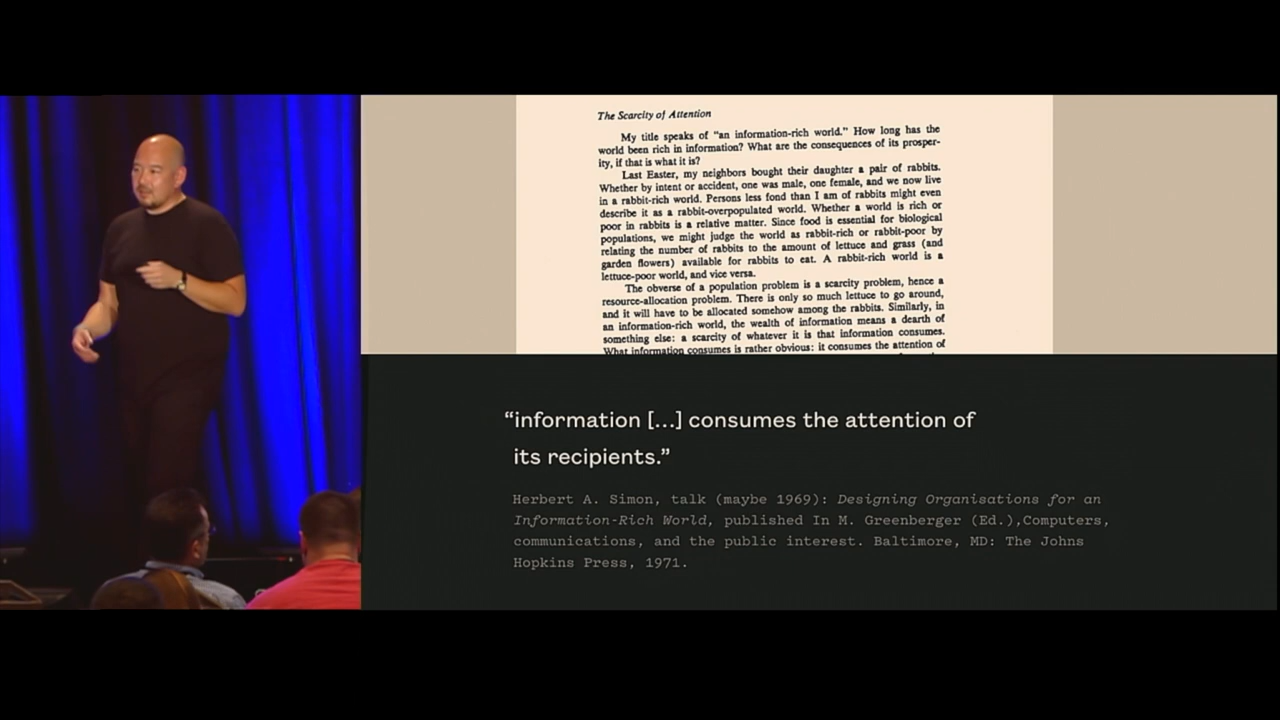 The Scarcity of Attention
My title speaks of "an information-rich world." How long has the
world been rich in information? What are the consequences of its prosper-
ity, if that is what it is?
Last Easter, my neighbors bought their daughter a pair of rabbits.
Whether by intent or accident, one was male, one female, and we now live
in a rabbit-rich world. Persons less fond than I am of rabbits might even
describe it as a rabbit-overpopulated world. Whether a world is rich or
poor in rabbits is a relative matter. Since food is essential for biological
populations, we might judge the world as rabbit-rich or rabbit-poor by
relating the number of rabbits to the amount of lettuce and grass (and
garden flowers) available for rabbits to eat. A rabbit-rich world is a
lettuce-poor world, and vice versa.
The obverse of a population problem is a scarcity problem, hence a
resource-allocation problem. There is only so much lettuce to go around,
and it will have to be allocated somehow among the rabbits. Similarly, in
an information-rich world, the wealth of information means a dearth of
something else: a scarcity of whatever it is that information consumes.
What information consumes is rather obvious: it consumes the attention of
“information [...] consumes the attention of
its recipients.”
Herbert A. Simon, talk (maybe 1969): Designing Organisations for an
Information-Rich World, published In M. Greenberger (Ed.),Computers,
communications, and the public interest. Baltimore, MD: The Johns
Hopkins Press, 1971.